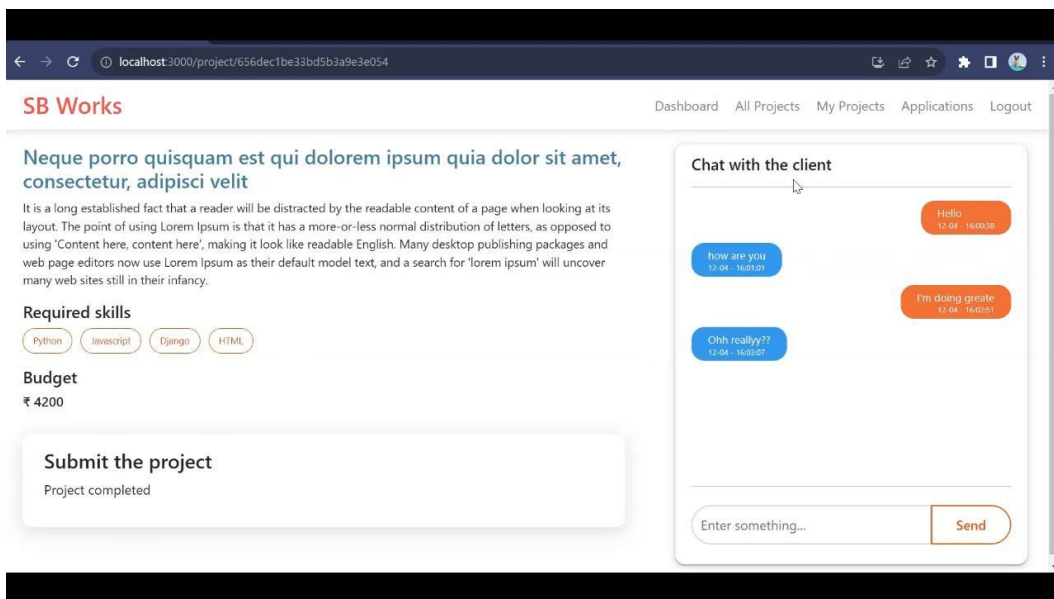 localhost:3000/project/656dec1be33bd5b3a9e3e054
SB Works
Dashboard All Projects My Projects Applications Logout
Neque porro quisquam est qui dolorem ipsum quia dolor sit amet,
consectetur, adipisci velit
It is a long established fact that a reader will be distracted by the readable content of a page when looking at its
layout. The point of using Lorem Ipsum is that it has a more-or-less normal distribution of letters, as opposed to
using 'Content here, content here', making it look like readable English. Many desktop publishing packages and
web page editors now use Lorem Ipsum as their default model text, and a search for 'lorem ipsum' will uncover
many web sites still in their infancy.
Required skills
Python Javascript Django HTML
Budget
₹ 4200
Submit the project
Project completed
Chat with the client
Hello
12-04 - 16:00:38
how are you
12-04 - 16:01:01
I'm doing greate
12-04 - 16:02:51
Ohh reallyy??
12-04 - 16:03:07
Enter something...
Send